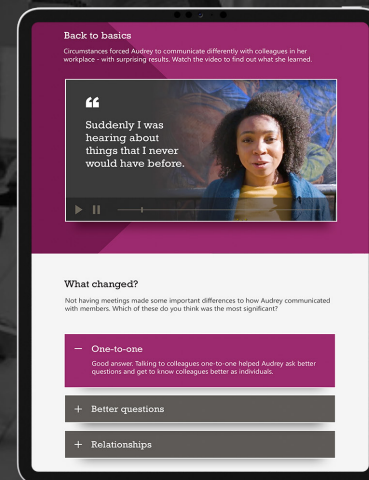 Back to basics
Circumstances forced Audrey to communicate differently with colleagues in her
workplace - with surprising results. Watch the video to find out what she learned.
“
Suddenly I was
hearing about
things that I never
would have before.
What changed?
Not having meetings made some important differences to how Audrey communicated
with members. Which of these do you think was the most significant?
One-to-one
Good answer. Talking to colleagues one-to-one helped Audrey ask better
questions and get to know colleagues better as individuals.
Better questions
Relationships